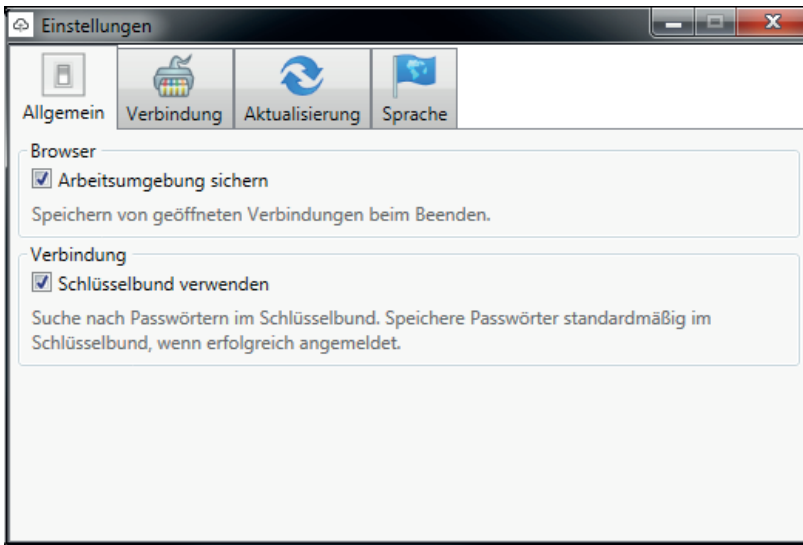 Einstellungen
Allgemein Verbindung Aktualisierung Sprache
Browser
Arbeitsumgebung sichern
Speichern von geöffneten Verbindungen beim Beenden.
Verbindung
Schlüsselbund verwenden
Suche nach Passwörtern im Schlüsselbund. Speichere Passwörter standardmäßig im
Schlüsselbund, wenn erfolgreich angemeldet.